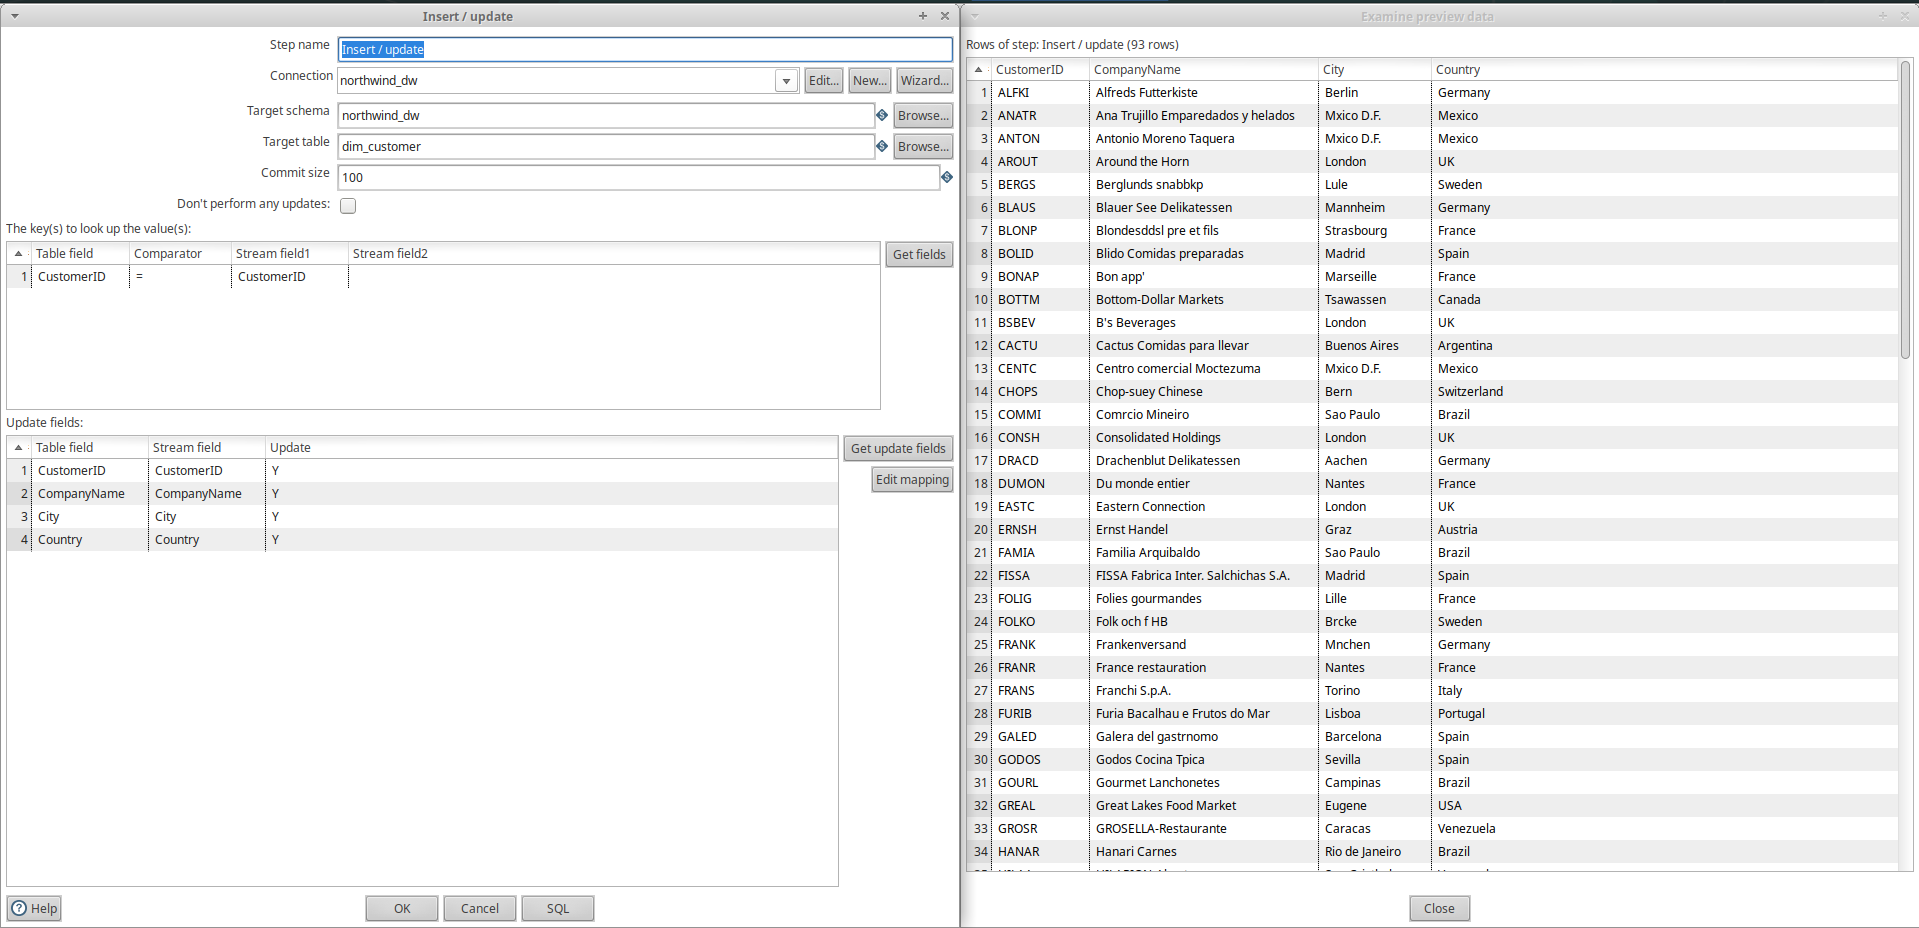 Insert / update
Step name Insert / update
Connection northwind_dw Edit... New... Wizard...
Target schema northwind_dw Browse...
Target table dim_customer Browse...
Commit size 100
Don't perform any updates:
The key(s) to look up the value(s):
Table field Comparator Stream field1 Stream field2
1 CustomerID = CustomerID
Get fields
Update fields:
Table field Stream field Update
1 CustomerID CustomerID Y
2 CompanyName CompanyName Y
3 City City Y
4 Country Country Y
Get update fields
Edit mapping
Help OK Cancel SQL
Examine preview data
Rows of step: Insert / update (93 rows)
CustomerID CompanyName City Country
1 ALFKI Alfreds Futterkiste Berlin Germany
2 ANATR Ana Trujillo Emparedados y helados Mxico D.F. Mexico
3 ANTON Antonio Moreno Taquera Mxico D.F. Mexico
4 AROUT Around the Horn London UK
5 BERGS Berglunds snabbkp Lule Sweden
6 BLAUS Blauer See Delikatessen Mannheim Germany
7 BLONP Blondesddsl pre et fils Strasbourg France
8 BOLID Blido Comidas preparadas Madrid Spain
9 BONAP Bon app' Marseille France
10 BOTTM Bottom-Dollar Markets Tsawassen Canada
11 BSBEV B's Beverages London UK
12 CACTU Cactus Comidas para llevar Buenos Aires Argentina
13 CENTC Centro comercial Moctezuma Mxico D.F. Mexico
14 CHOPS Chop-suey Chinese Bern Switzerland
15 COMMI Comrcio Mineiro Sao Paulo Brazil
16 CONSH Consolidated Holdings London UK
17 DRACD Drachenblut Delikatessen Aachen Germany
18 DUMON Du monde entier Nantes France
19 EASTC Eastern Connection London UK
20 ERNSH Ernst Handel Graz Austria
21 FAMIA Familia Arquibaldo Sao Paulo Brazil
22 FISSA FISSA Fabrica Inter. Salchichas S.A. Madrid Spain
23 FOLIG Folies gourmandes Lille France
24 FOLKO Folk och f HB Brcke Sweden
25 FRANK Frankenversand Mnchen Germany
26 FRANR France restauration Nantes France
27 FRANS Franchi S.p.A. Torino Italy
28 FURIB Furia Bacalhau e Frutos do Mar Lisboa Portugal
29 GALED Galera del gastrnomo Barcelona Spain
30 GODOS Godos Cocina Tpica Sevilla Spain
31 GOURL Gourmet Lanchonetes Campinas Brazil
32 GREAL Great Lakes Food Market Eugene USA
33 GROSR GROSELLA-Restaurante Caracas Venezuela
34 HANAR Hanari Carnes Rio de Janeiro Brazil
Close